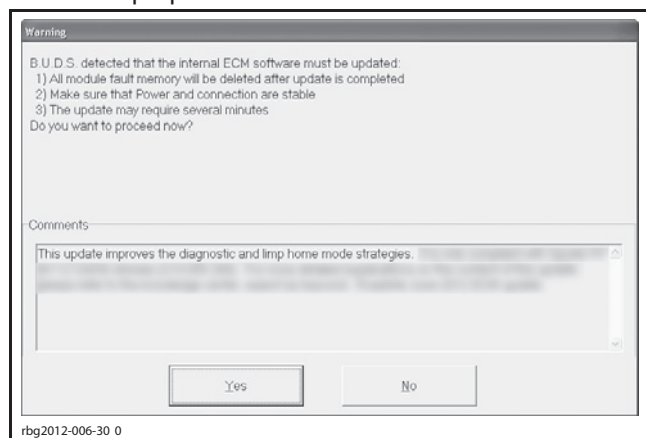 Warning
B.U.D.S. detected that the internal ECM software must be updated:
1) All module fault memory will be deleted after update is completed
2) Make sure that Power and connection are stable
3) The update may require several minutes
Do you want to proceed now?
Comments
This update improves the diagnostic and limp home mode strategies.
Yes
No
rbg2012-006-30 0